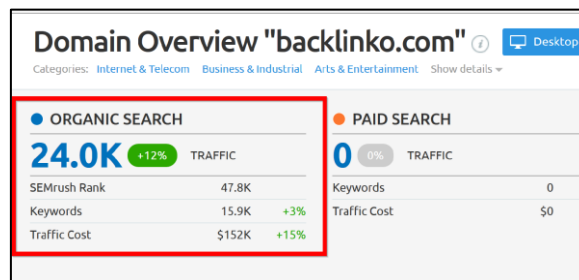 Domain Overview "backlinko.com" i Desktop
Categories: Internet & Telecom Business & Industrial Arts & Entertainment Show details
ORGANIC SEARCH
24.0K +12% TRAFFIC
SEMrush Rank 47.8K
Keywords 15.9K +3%
Traffic Cost $152K +15%
PAID SEARCH
0 0% TRAFFIC
Keywords 0
Traffic Cost $0